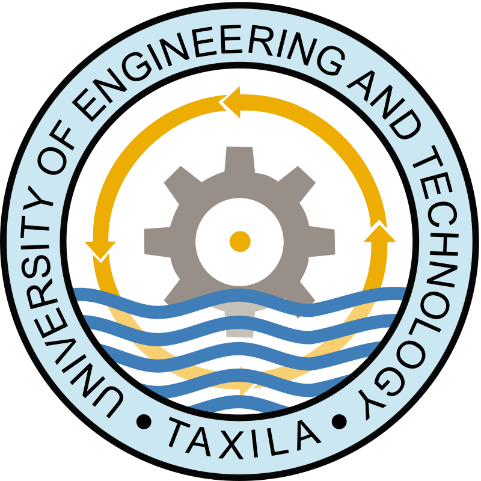 UNIVERSITY OF ENGINEERING AND TECHNOLOGY
• TAXILA •